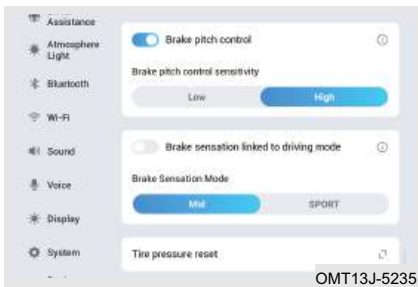 Assistance
Atmosphere
Light
Bluetooth
Wi-Fi
Sound
Voice
Display
System
Brake pitch control
Brake pitch control sensitivity
Low
High
Brake sensation linked to driving mode
Brake Sensation Mode
Mid
SPORT
Tire pressure reset
OMT13J-5235